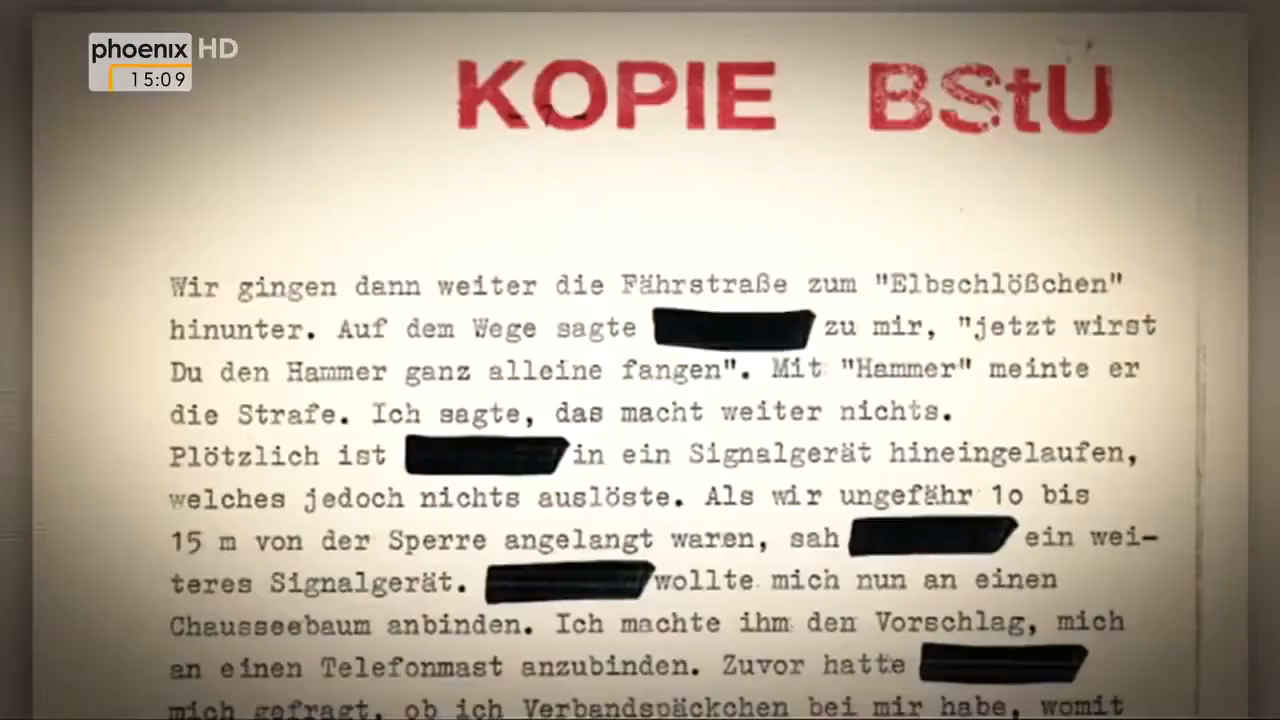 phoenix HD
15:09
KOPIE BStU
- 7 -
Wir gingen dann weiter die Fährstraße zum "Elbschlößchen"
hinunter. Auf dem Wege sagte zu mir, "jetzt wirst
Du den Hammer ganz alleine fangen". Mit "Hammer" meinte er
die Strafe. Ich sagte, das macht weiter nichts.
Plötzlich ist in ein Signalgerät hineingelaufen,
welches jedoch nichts auslöste. Als wir ungefähr 1o bis
15 m von der Sperre angelangt waren, sah ein wei-
teres Signalgerät. wollte mich nun an einen
Chausseebaum anbinden. Ich machte ihm den Vorschlag, mich
an einen Telefonmast anzubinden. Zuvor hatte
mich gefragt, ob ich Verbandspäckchen bei mir habe, womit